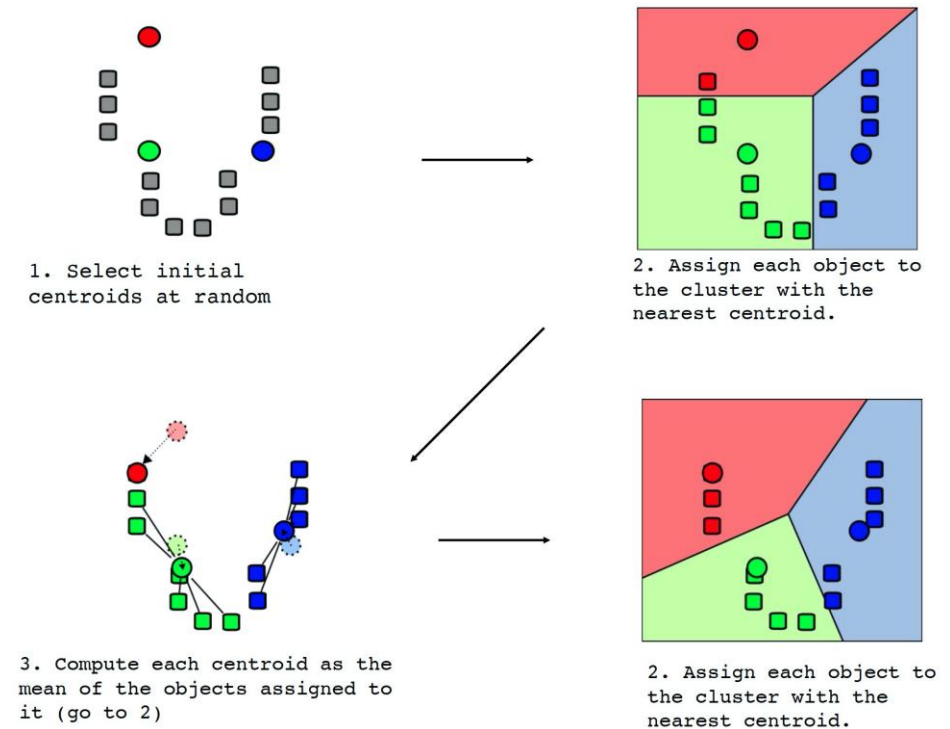 1. Select initial
centroids at random
2. Assign each object to
the cluster with the
nearest centroid.
3. Compute each centroid as the
mean of the objects assigned to
it (go to 2)
2. Assign each object to
the cluster with the
nearest centroid.